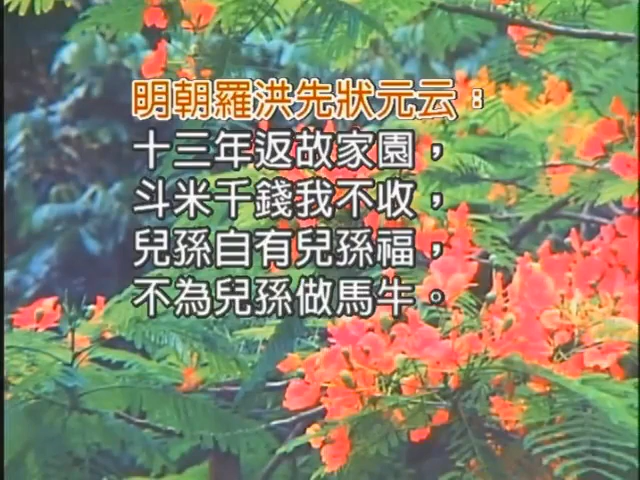 明朝羅洪先狀元云：
十三年返故家園，
斗米千錢我不收，
兒孫自有兒孫福，
不為兒孫做馬牛。